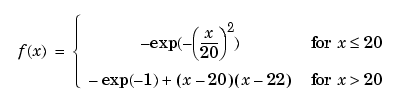 f(x) = { –exp(–(x/20)²) for x ≤ 20
– exp(–1) + (x – 20)(x – 22) for x > 20